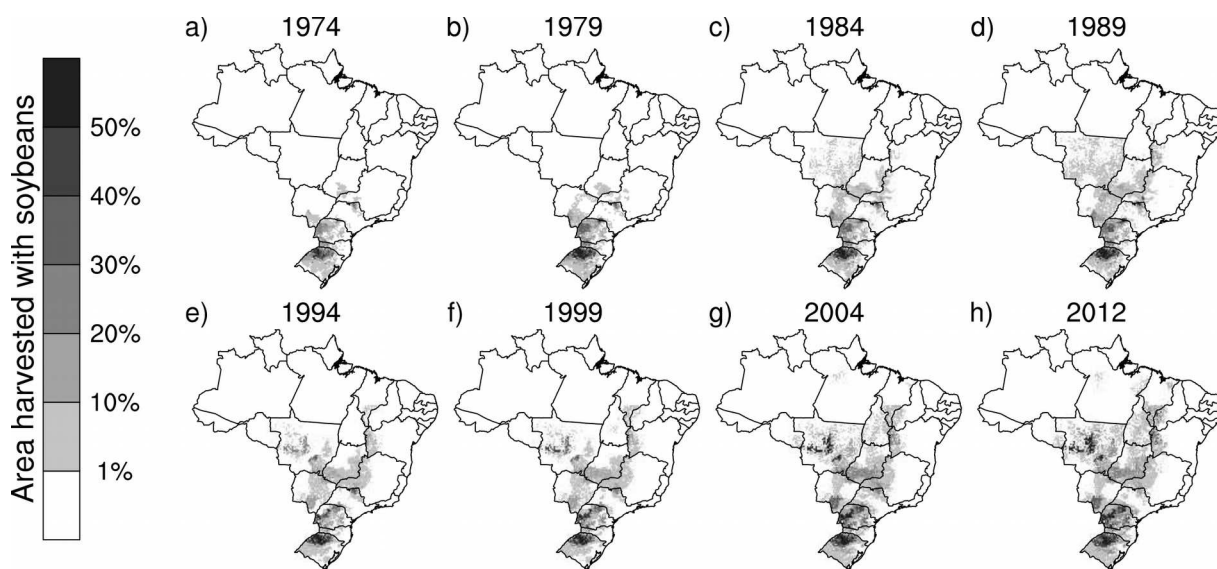 a) 1974
b) 1979
c) 1984
d) 1989
Area harvested with soybeans
50%
40%
30%
20%
10%
1%
e) 1994
f) 1999
g) 2004
h) 2012